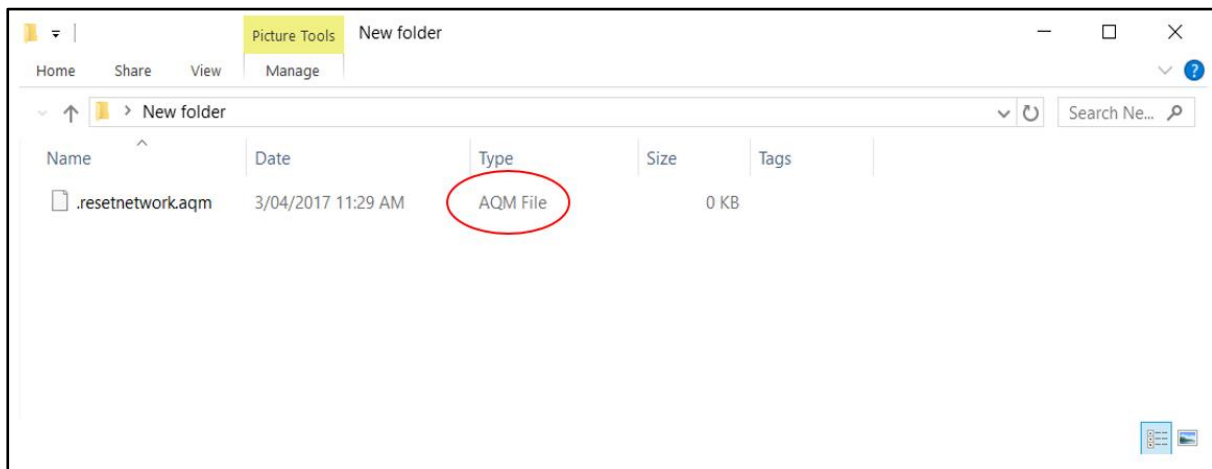 Picture Tools New folder
Home Share View Manage
New folder Search Ne...
Name Date Type Size Tags
.resetnetwork.aqm 3/04/2017 11:29 AM AQM File 0 KB